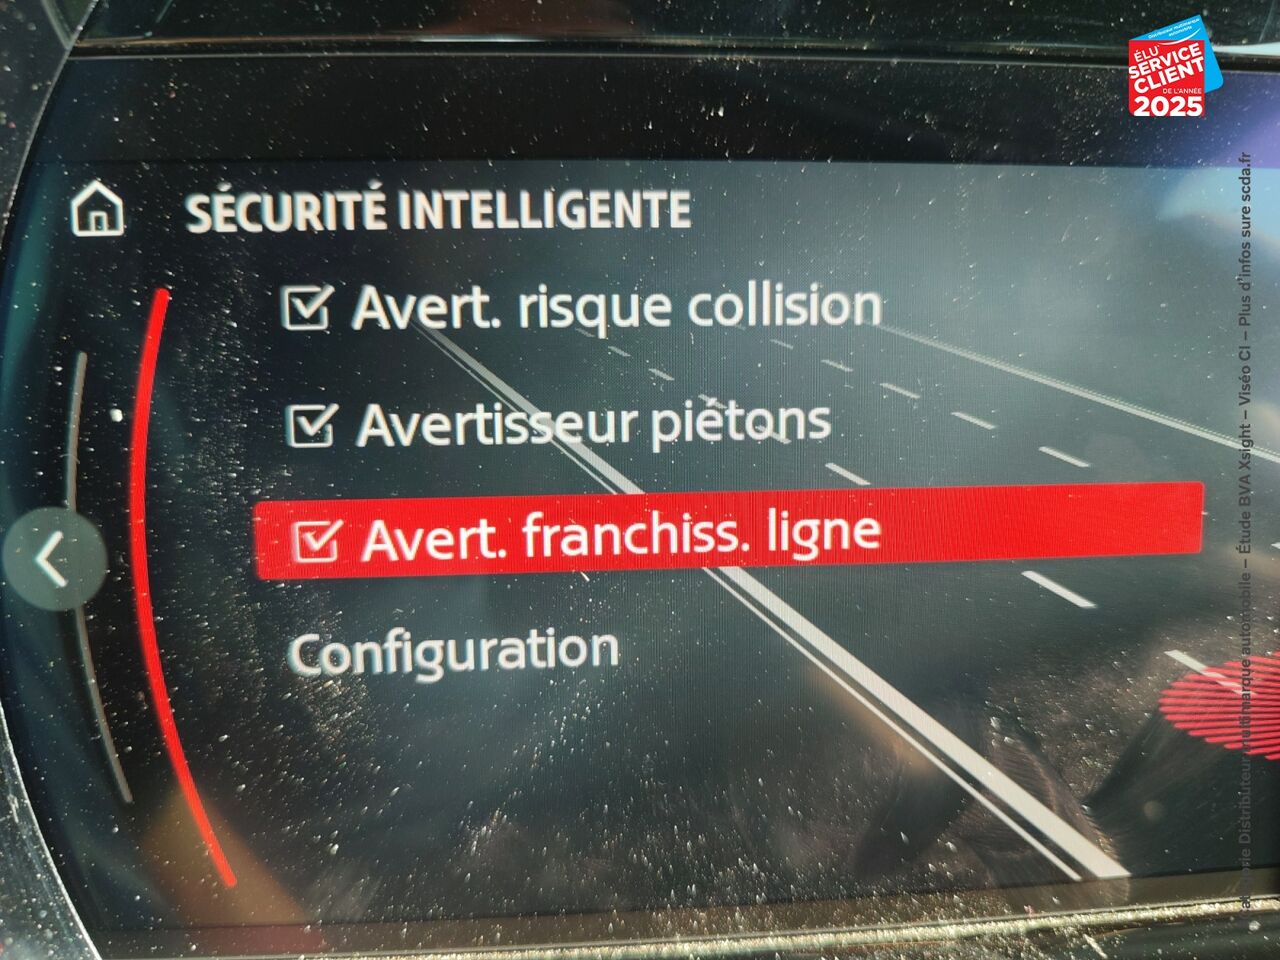 ÉLU
SERVICE
CLIENT
DE L'ANNÉE
2025
SÉCURITÉ INTELLIGENTE
Avert. risque collision
Avertisseur piétons
Avert. franchiss. ligne
Configuration
Distributeur multimarque automobile – Étude BVA Xsight – Viséo CI – Plus d'infos sure scda.fr